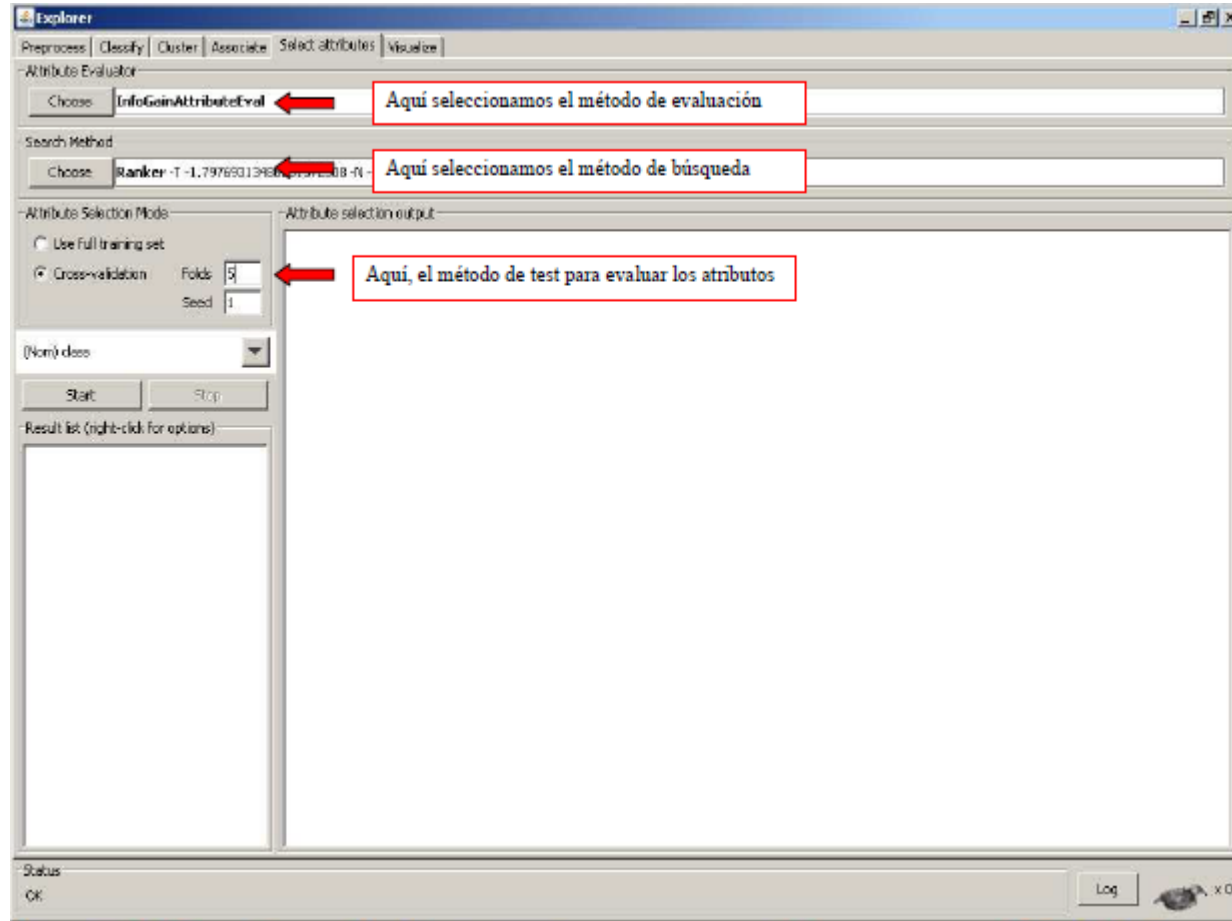 Explorer
Preprocess Classify Cluster Associate Select attributes Visualize
Attribute Evaluator
Choose InfoGainAttributeEval
Aquí seleccionamos el método de evaluación
Search Method
Choose Ranker -T -1.797693134 -N -
Aquí seleccionamos el método de búsqueda
Attribute Selection Mode
Use full training set
Cross-validation Folds 5
Seed 1
Attribute selection output
Aquí, el método de test para evaluar los atributos
(Nom) class
Start Stop
Result list (right-click for options)
Status
OK
Log x 0